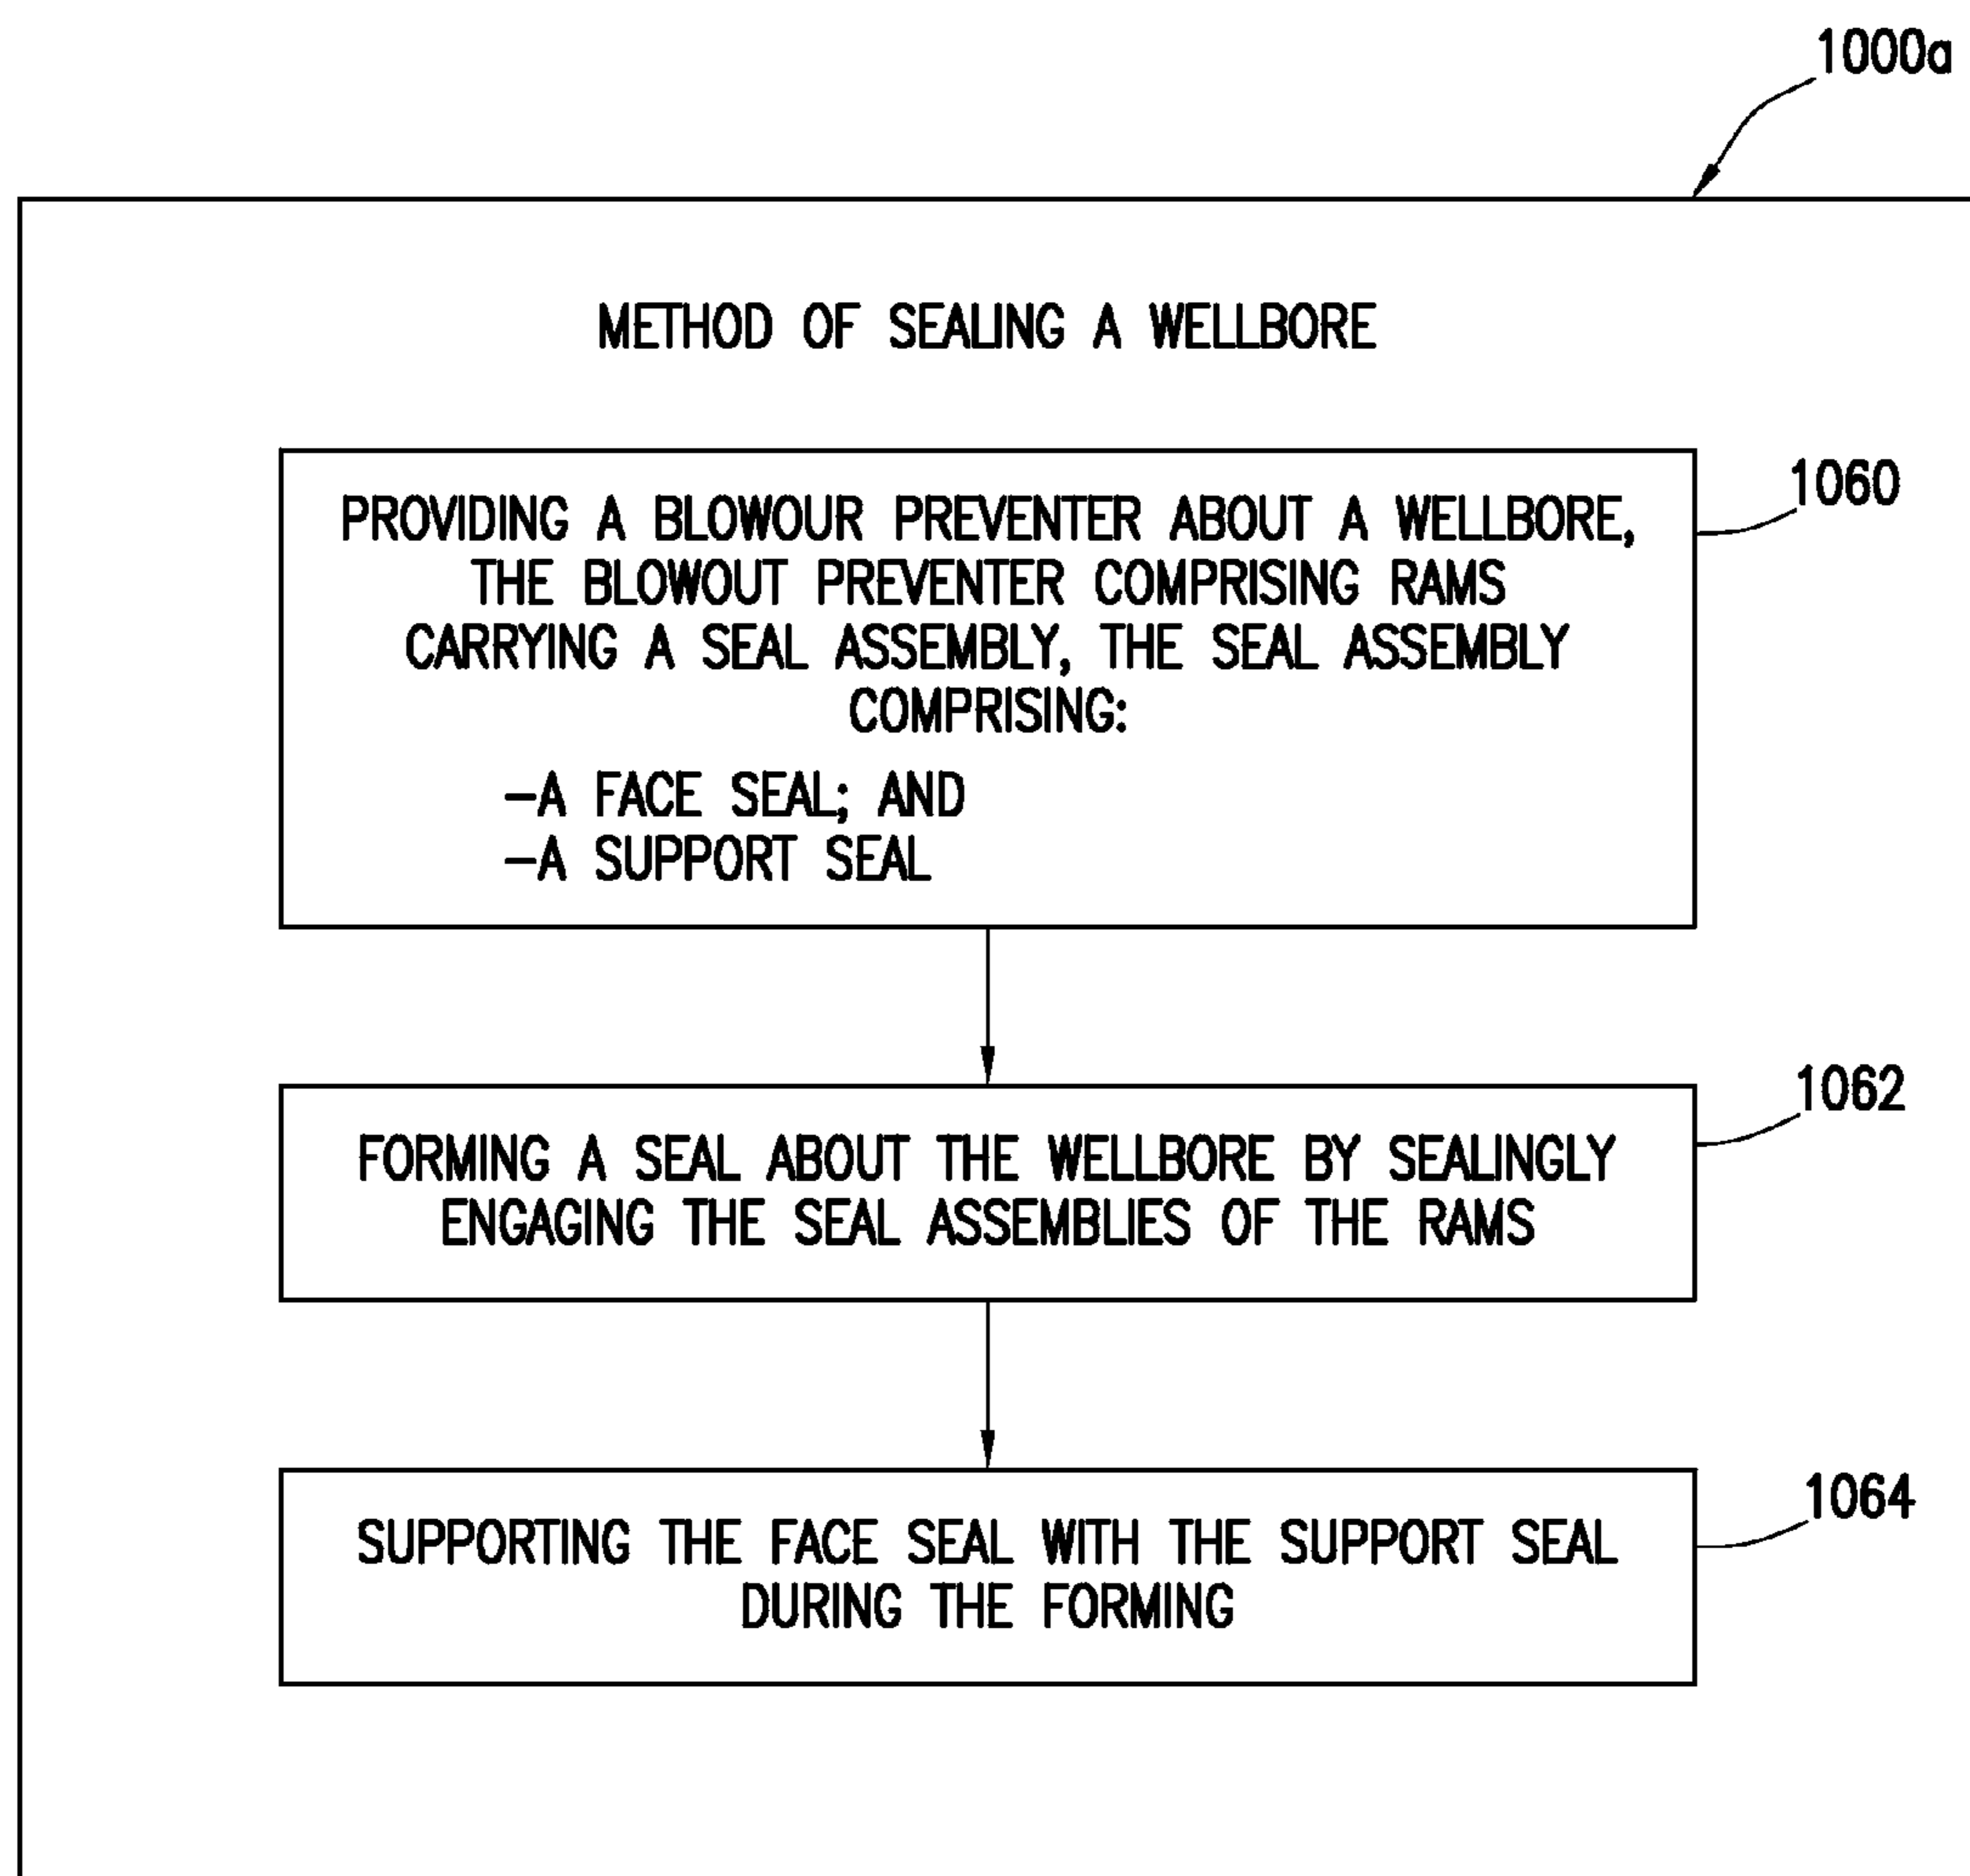 1000a
METHOD OF SEALING A WELLBORE
1060
PROVIDING A BLOWOUR PREVENTER ABOUT A WELLBORE,
THE BLOWOUT PREVENTER COMPRISING RAMS
CARRYING A SEAL ASSEMBLY, THE SEAL ASSEMBLY
COMPRISING:
-A FACE SEAL; AND
-A SUPPORT SEAL
1062
FORMING A SEAL ABOUT THE WELLBORE BY SEALINGLY
ENGAGING THE SEAL ASSEMBLIES OF THE RAMS
1064
SUPPORTING THE FACE SEAL WITH THE SUPPORT SEAL
DURING THE FORMING